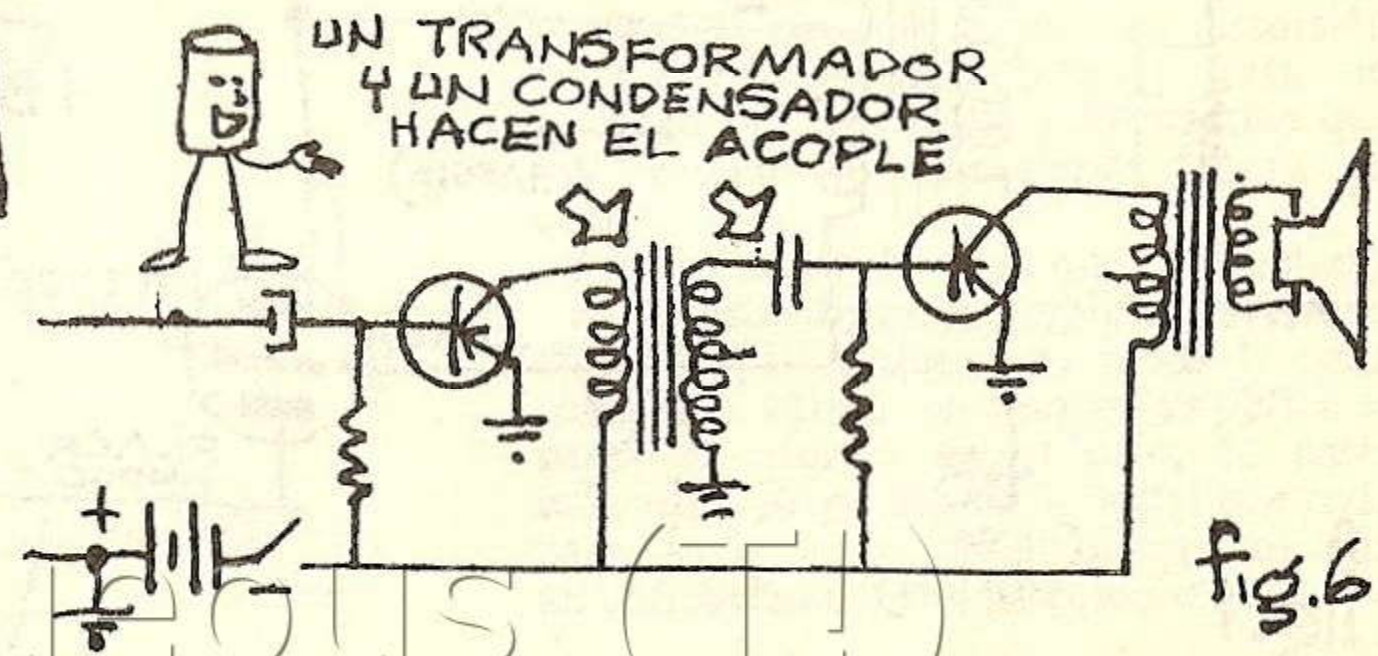 UN TRANSFORMADOR
Y UN CONDENSADOR
HACEN EL ACOPLE
+
-
fig.6